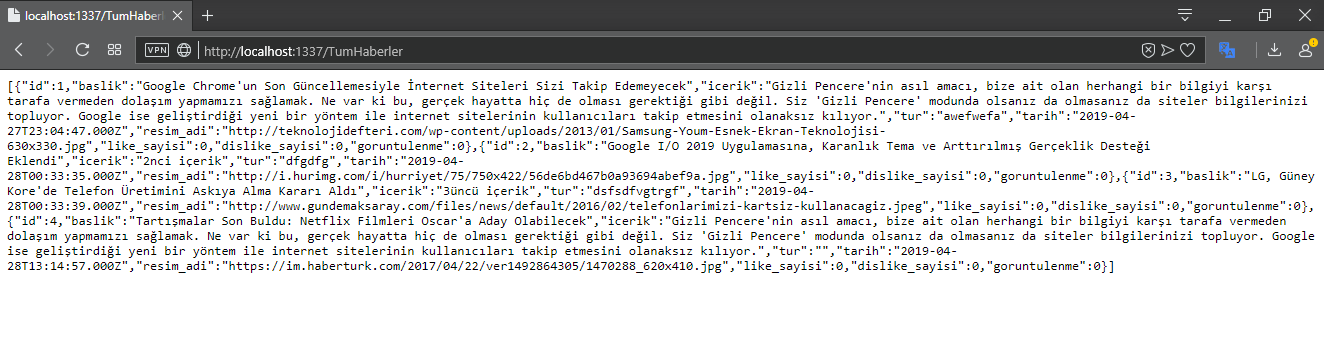 localhost:1337/TumHaberl
VPN http://localhost:1337/TumHaberler
[{"id":1,"baslik":"Google Chrome'un Son Güncellemesiyle İnternet Siteleri Sizi Takip Edemeyecek","icerik":"Gizli Pencere'nin asıl amacı, bize ait olan herhangi bir bilgiyi karşı
tarafa vermeden dolaşım yapmamızı sağlamak. Ne var ki bu, gerçek hayatta hiç de olması gerektiği gibi değil. Siz 'Gizli Pencere' modunda olsanız da olmasanız da siteler bilgilerinizi
topluyor. Google ise geliştirdiği yeni bir yöntem ile internet sitelerinin kullanıcıları takip etmesini olanaksız kılıyor.","tur":"awefwefa","tarih":"2019-04-
27T23:04:47.000Z","resim_adi":"http://teknolojidefteri.com/wp-content/uploads/2013/01/Samsung-Youm-Esnek-Ekran-Teknolojisi-
630x330.jpg","like_sayisi":0,"dislike_sayisi":0,"goruntulenme":0},{"id":2,"baslik":"Google I/O 2019 Uygulamasına, Karanlık Tema ve Arttırılmış Gerçeklik Desteği
Eklendi","icerik":"2nci içerik","tur":"dfgdfg","tarih":"2019-04-
28T00:33:35.000Z","resim_adi":"http://i.hurimg.com/i/hurriyet/75/750x422/56de6bd467b0a93694abef9a.jpg","like_sayisi":0,"dislike_sayisi":0,"goruntulenme":0},{"id":3,"baslik":"LG, Güney
Kore'de Telefon Üretimini Askıya Alma Kararı Aldı","icerik":"3üncü içerik","tur":"dsfsdfvgtrgf","tarih":"2019-04-
28T00:33:39.000Z","resim_adi":"http://www.gundemaksaray.com/files/news/default/2016/02/telefonlarimizi-kartsiz-kullanacagiz.jpeg","like_sayisi":0,"dislike_sayisi":0,"goruntulenme":0},
{"id":4,"baslik":"Tartışmalar Son Buldu: Netflix Filmleri Oscar'a Aday Olabilecek","icerik":"Gizli Pencere'nin asıl amacı, bize ait olan herhangi bir bilgiyi karşı tarafa vermeden
dolaşım yapmamızı sağlamak. Ne var ki bu, gerçek hayatta hiç de olması gerektiği gibi değil. Siz 'Gizli Pencere' modunda olsanız da olmasanız da siteler bilgilerinizi topluyor. Google
ise geliştirdiği yeni bir yöntem ile internet sitelerinin kullanıcıları takip etmesini olanaksız kılıyor.","tur":"","tarih":"2019-04-
28T13:14:57.000Z","resim_adi":"https://im.haberturk.com/2017/04/22/ver1492864305/1470288_620x410.jpg","like_sayisi":0,"dislike_sayisi":0,"goruntulenme":0}]